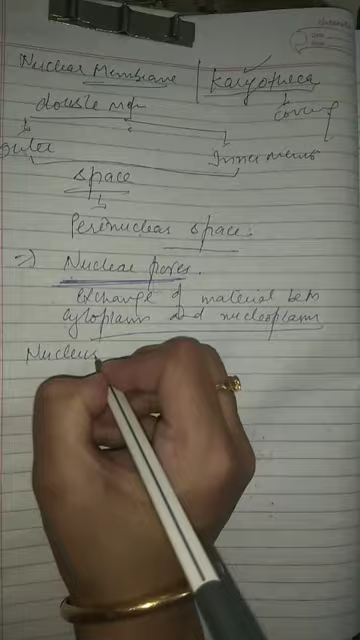 Nuclear Membrane | Karyotheca
double mem covering
outer Inner memb
space
Perinuclear space.
⇒ Nuclear pores.
exchange of material betn
cytoplasm and nucleoplasm
Nucleus